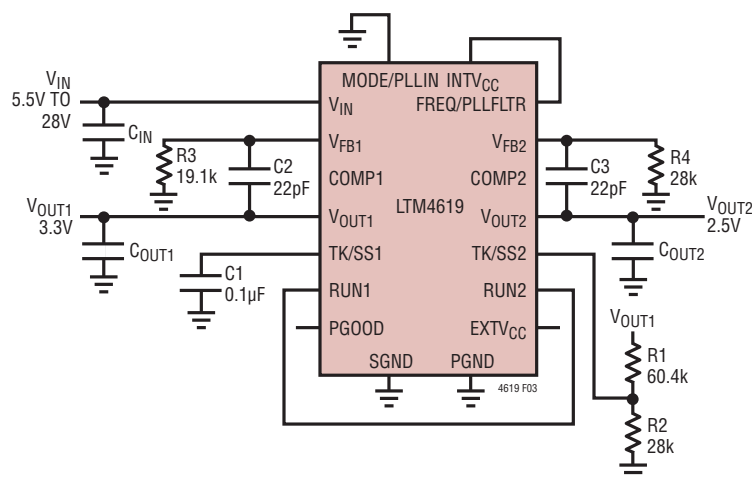 MODE/PLLIN INTVCC
VIN
5.5V TO
28V
CIN
VIN
FREQ/PLLFLTR
R3
19.1k
C2
22pF
VFB1
VFB2
C3
22pF
R4
28k
COMP1
COMP2
LTM4619
VOUT1
3.3V
VOUT1
VOUT2
VOUT2
2.5V
COUT1
COUT2
C1
0.1µF
TK/SS1
TK/SS2
RUN1
RUN2
PGOOD
EXTVCC
VOUT1
R1
60.4k
SGND
PGND
4619 F03
R2
28k